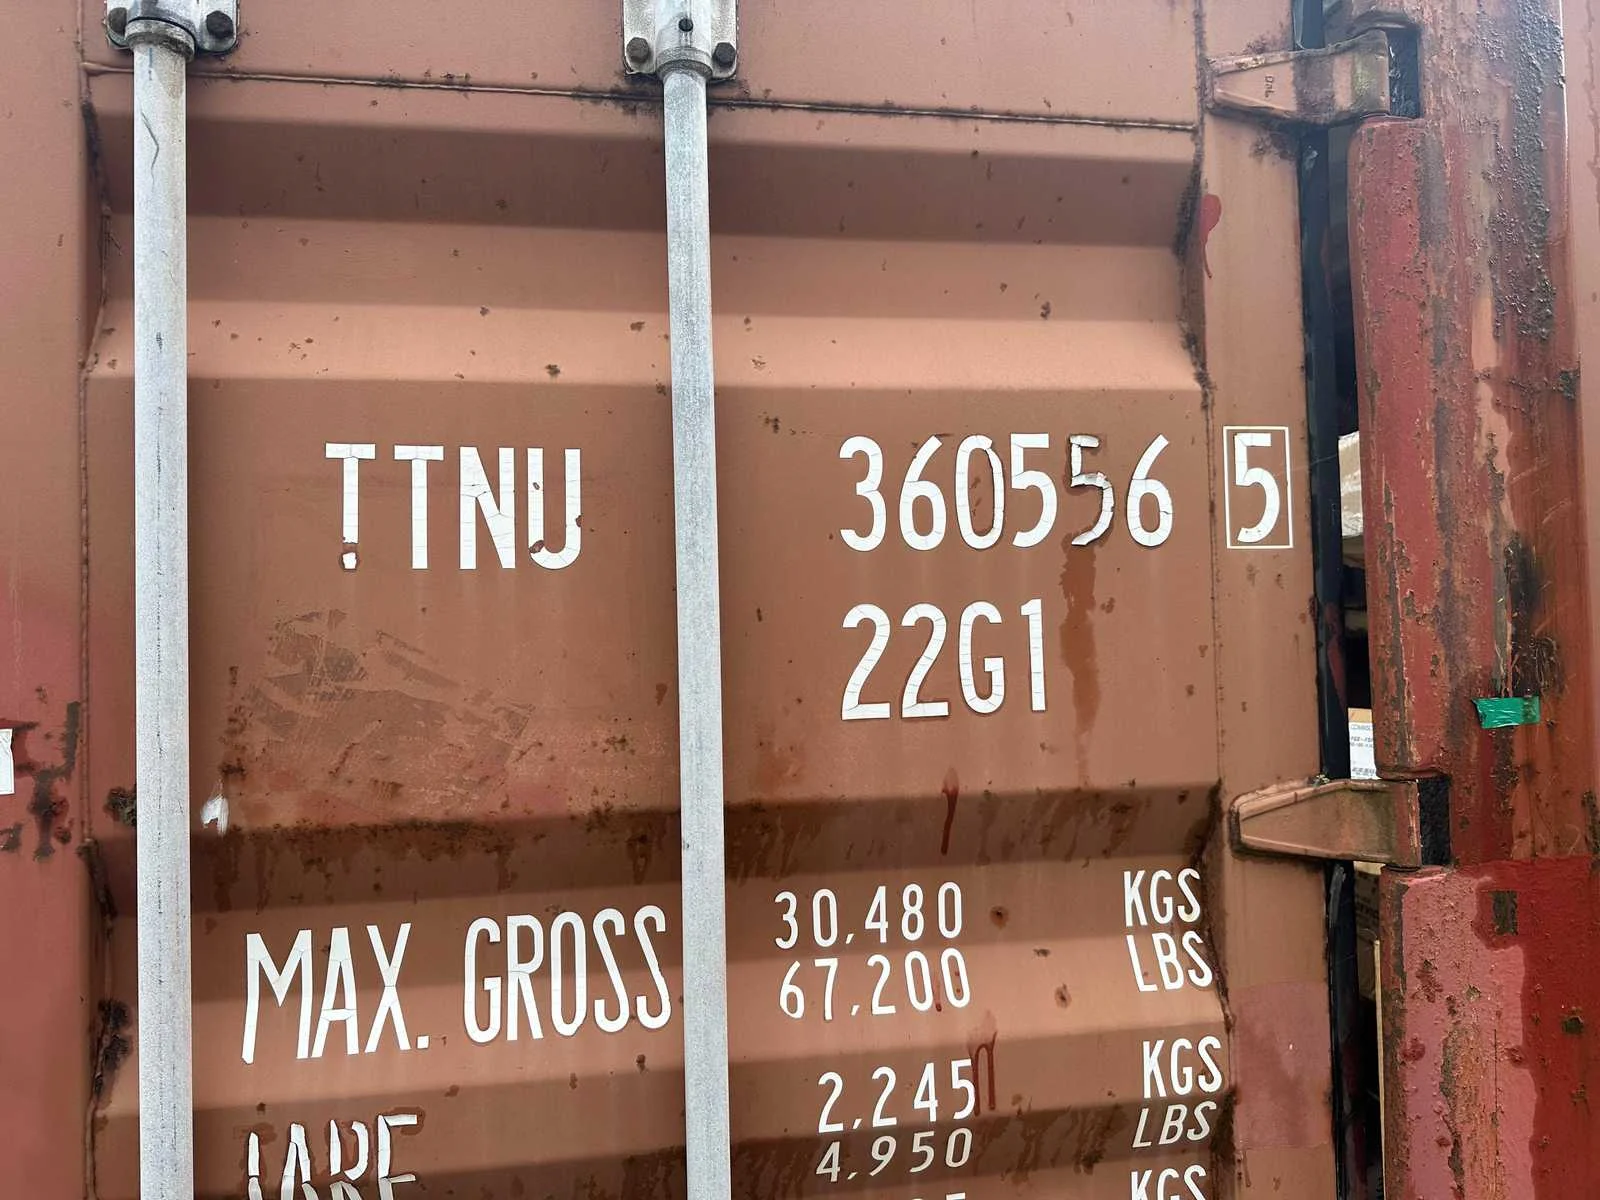 TTNU 360556 5
22G1
MAX. GROSS 30,480 KGS
67,200 LBS
TARE 2,245 KGS
4,950 LBS
KGS